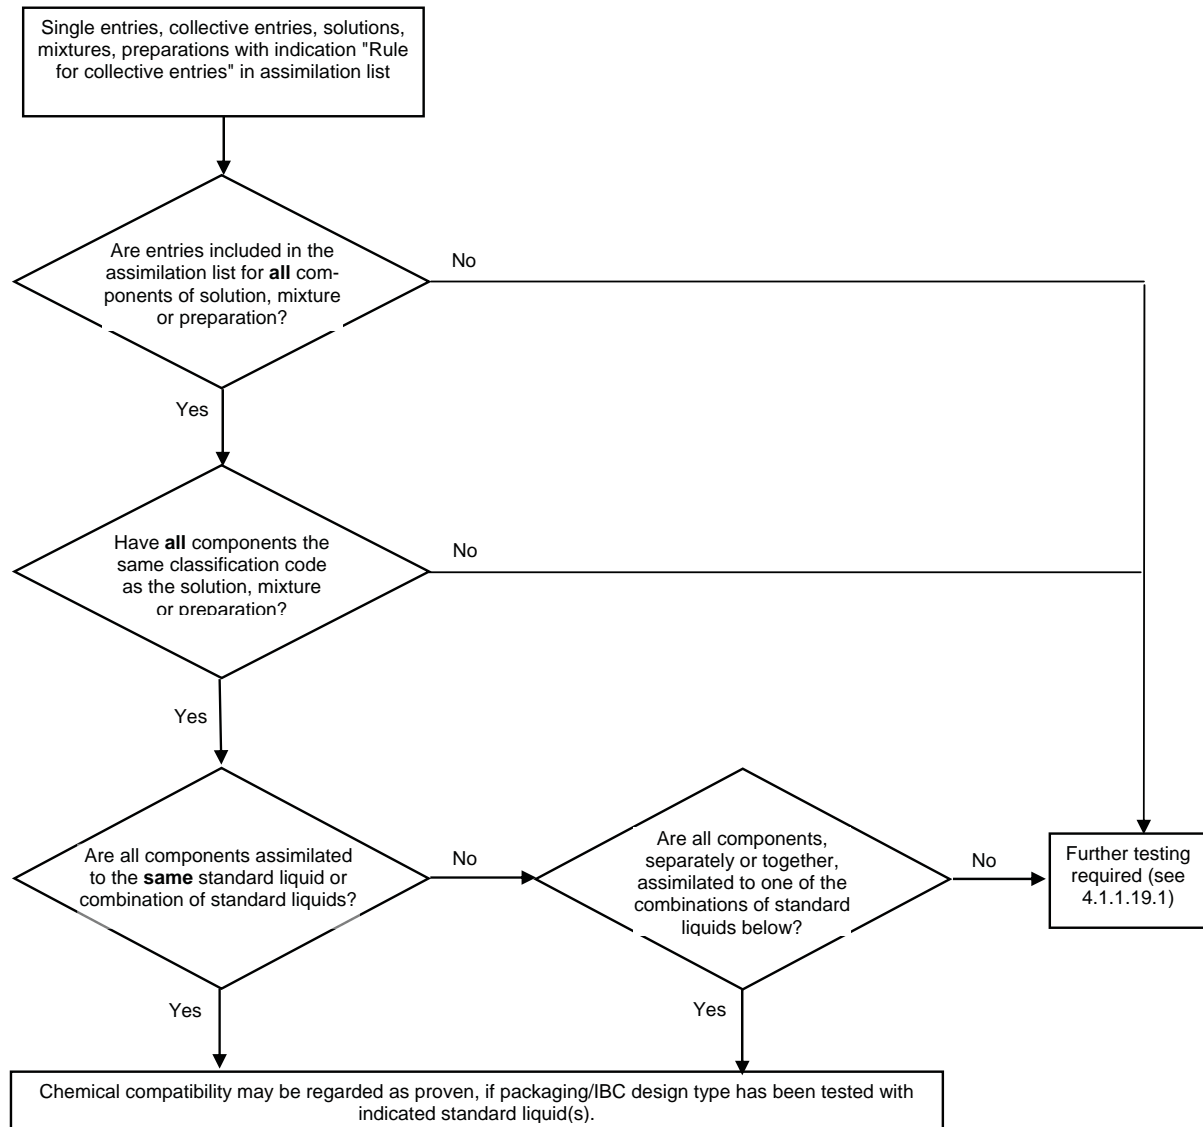 Single entries, collective entries, solutions,
mixtures, preparations with indication "Rule
for collective entries" in assimilation list
Are entries included in the
assimilation list for all com-
ponents of solution, mixture
or preparation?
No
Yes
Have all components the
same classification code
as the solution, mixture
or preparation?
No
Yes
Are all components assimilated
to the same standard liquid or
combination of standard liquids?
No
Are all components,
separately or together,
assimilated to one of the
combinations of standard
liquids below?
No
Further testing
required (see
4.1.1.19.1)
Yes
Yes
Chemical compatibility may be regarded as proven, if packaging/IBC design type has been tested with
indicated standard liquid(s).